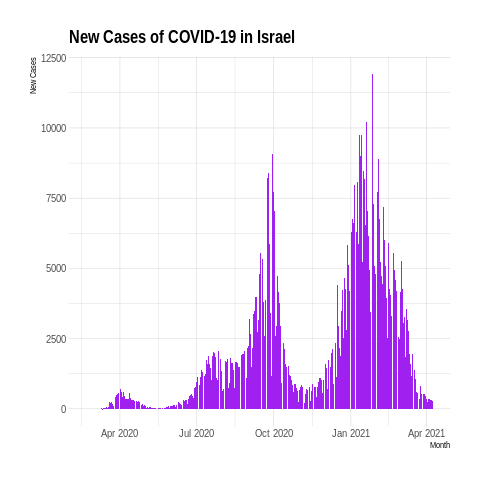 New Cases of COVID-19 in Israel
New Cases
12500
10000
7500
5000
2500
0
Apr 2020 Jul 2020 Oct 2020 Jan 2021 Apr 2021
Month